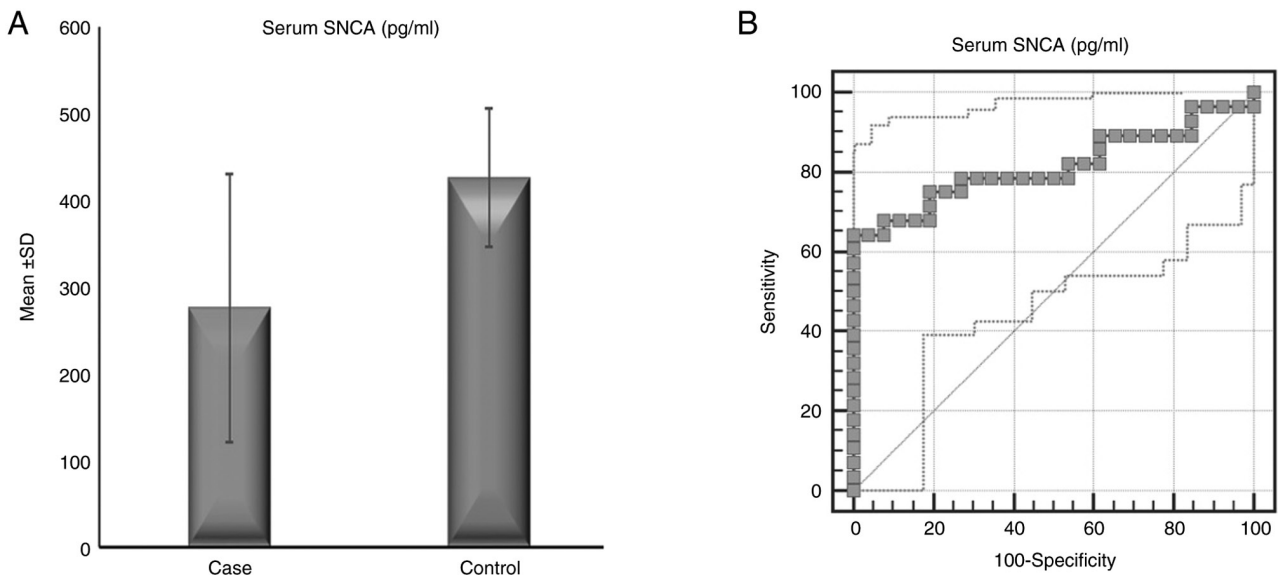 A
Serum SNCA (pg/ml)
600
500
400
300
200
100
0
Mean ±SD
Case Control
B
Serum SNCA (pg/ml)
100
80
60
40
20
0
Sensitivity
0 20 40 60 80 100
100-Specificity